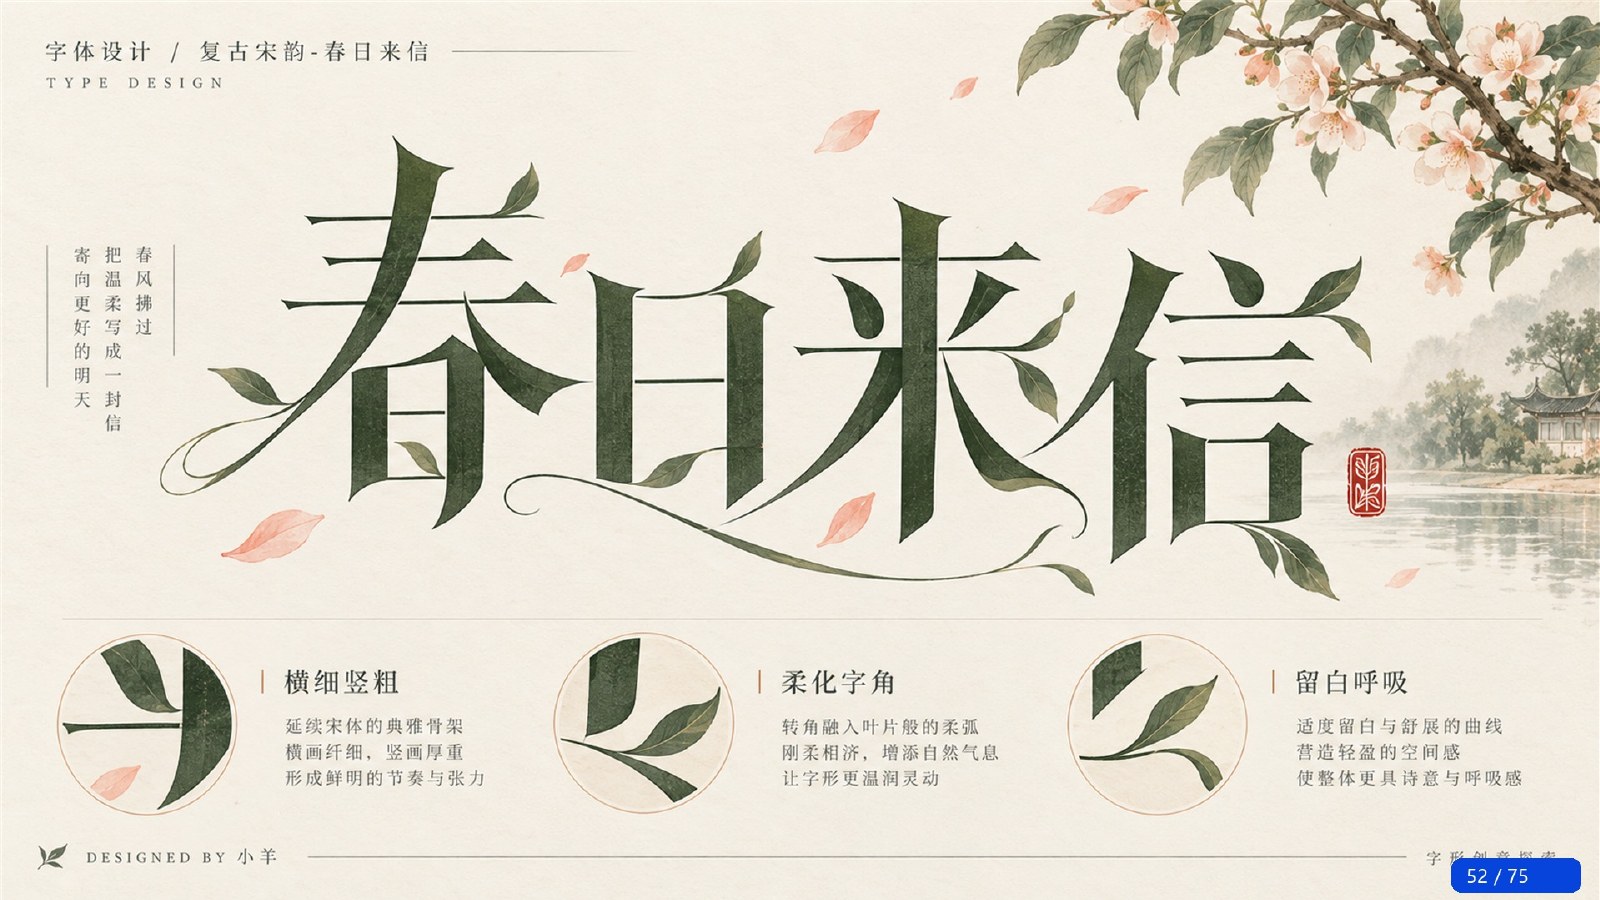 字体设计 / 复古宋韵-春日来信
TYPE DESIGN
春风拂过
把温柔写成一封信
寄向更好的明天
春日来信
横细竖粗
延续宋体的典雅骨架
横画纤细，竖画厚重
形成鲜明的节奏与张力
柔化字角
转角融入叶片般的柔弧
刚柔相济，增添自然气息
让字形更温润灵动
留白呼吸
适度留白与舒展的曲线
营造轻盈的空间感
使整体更具诗意与呼吸感
DESIGNED BY 小羊
字形创意探索
52 / 75